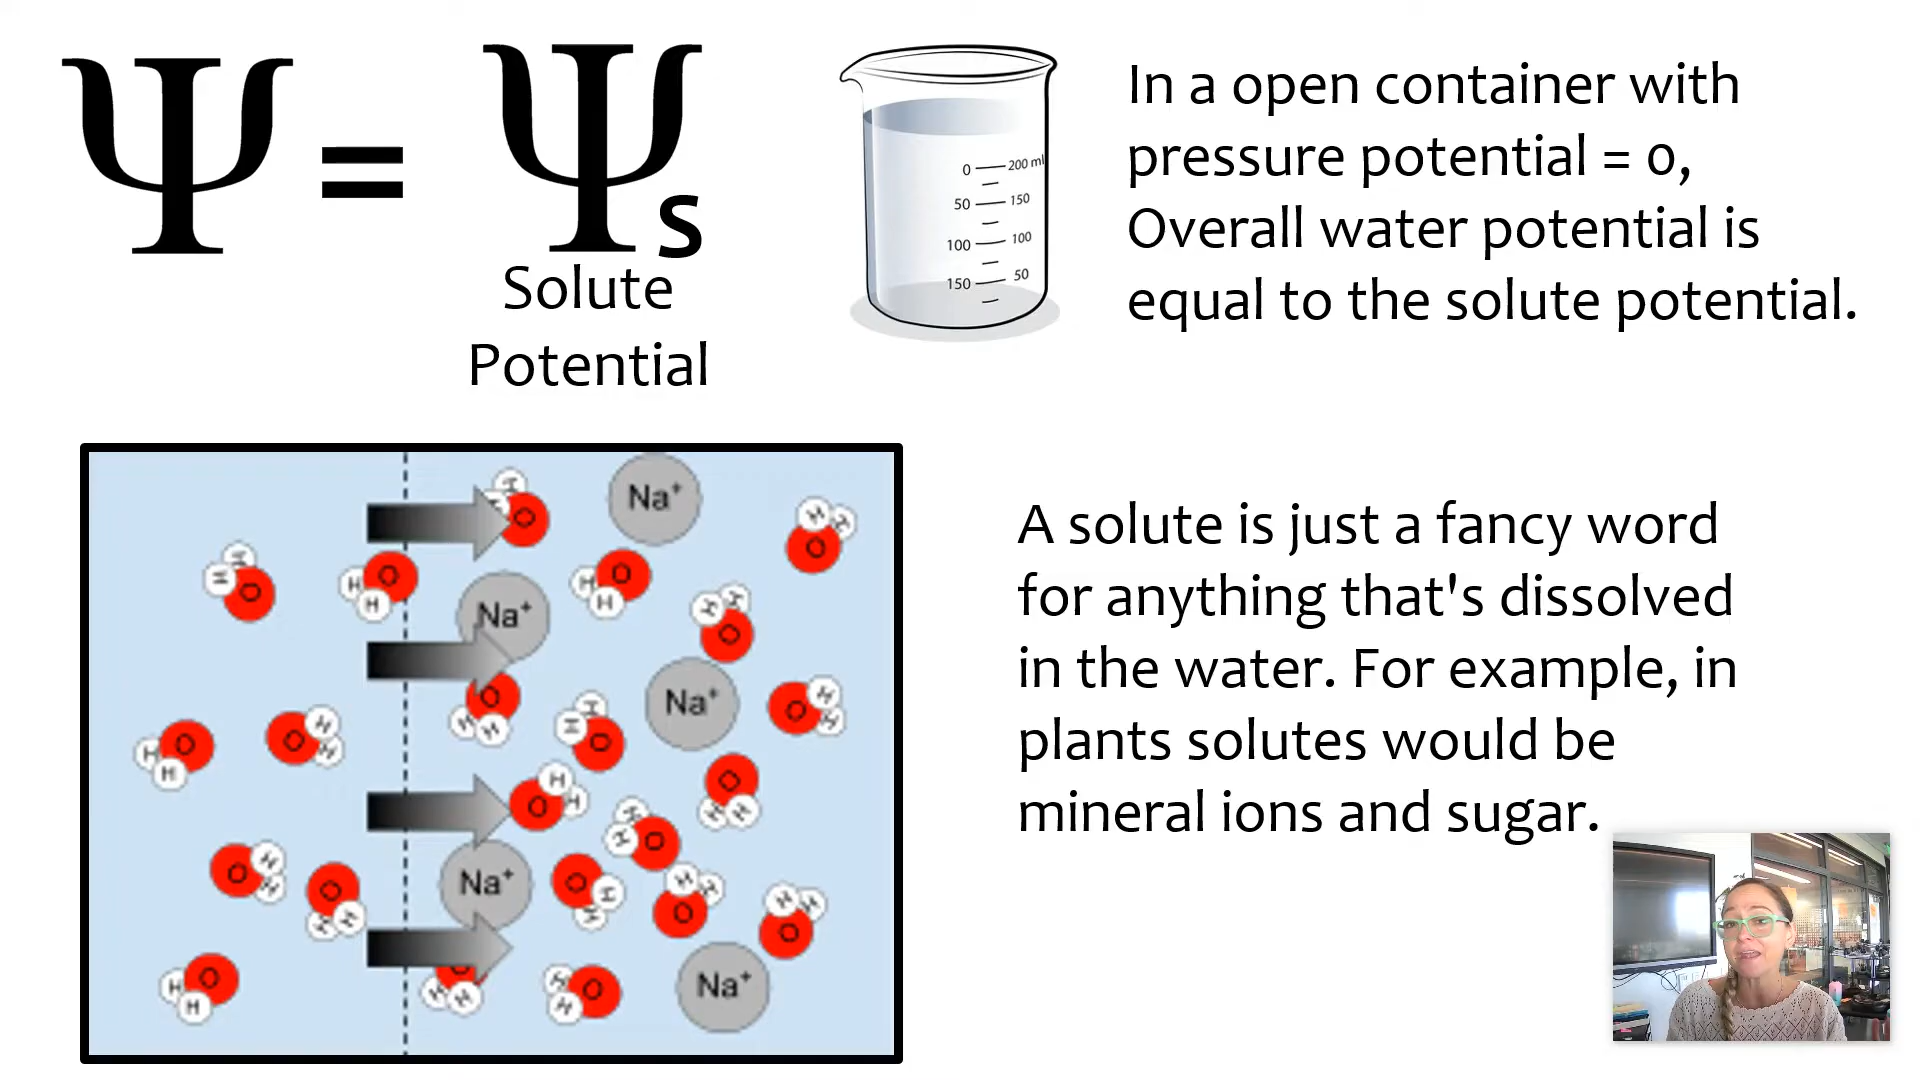 Ψ = Ψs
Solute
Potential
0 200 ml
50 150
100 100
150 50
In a open container with
pressure potential = 0,
Overall water potential is
equal to the solute potential.
A solute is just a fancy word
for anything that's dissolved
in the water. For example, in
plants solutes would be
mineral ions and sugar.
Na⁺
H H O
H H O
H H O
H H O
H H O
Na⁺
H H O
Na⁺
H H O
H H O
H H O
H H O
H H O
H H O
H H O
H H O
H H O
H H O
Na⁺
H H O
H H O
H H O
H H O
H H O
Na⁺
H H O
H H
H H O